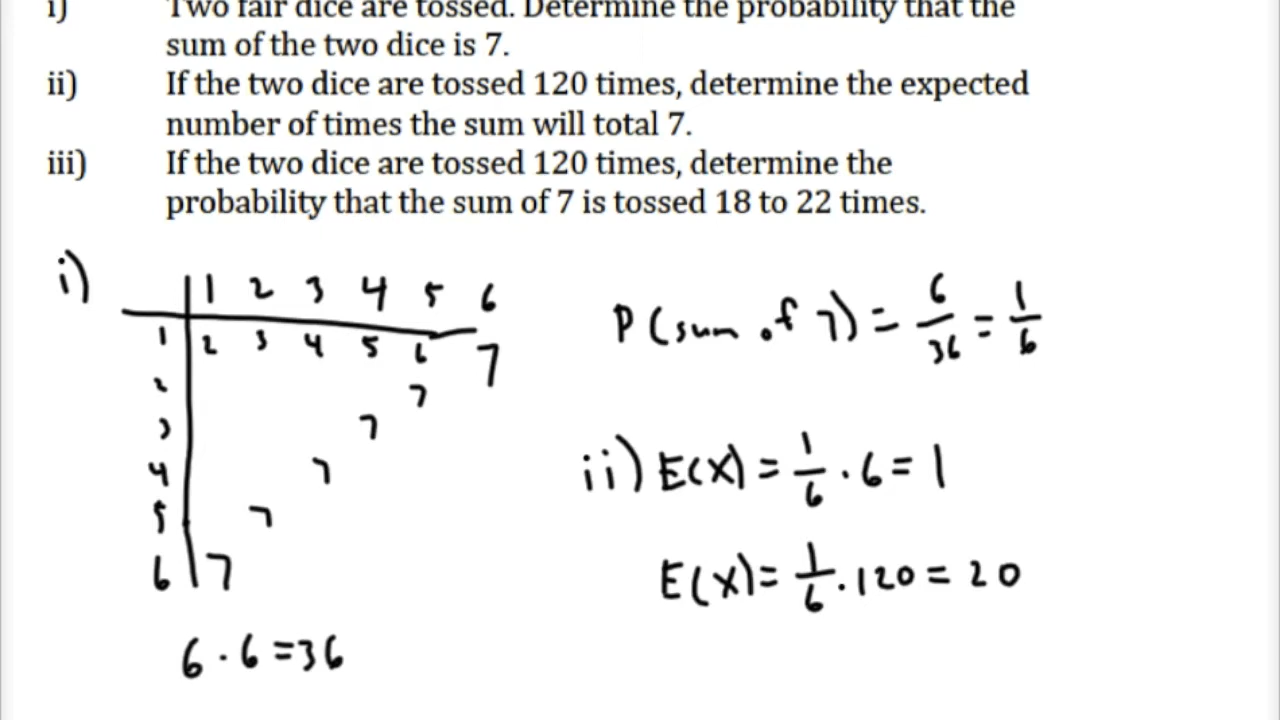 i) Two fair dice are tossed. Determine the probability that the
sum of the two dice is 7.
ii) If the two dice are tossed 120 times, determine the expected
number of times the sum will total 7.
iii) If the two dice are tossed 120 times, determine the
probability that the sum of 7 is tossed 18 to 22 times.
i)
1 2 3 4 5 6
1 2 3 4 5 6 7
2 7
3 7
4 7
5 7
6 7
6 · 6 = 36
P(sum of 7) = 6/36 = 1/6
ii) E(X) = 1/6 · 6 = 1
E(X) = 1/6 · 120 = 20